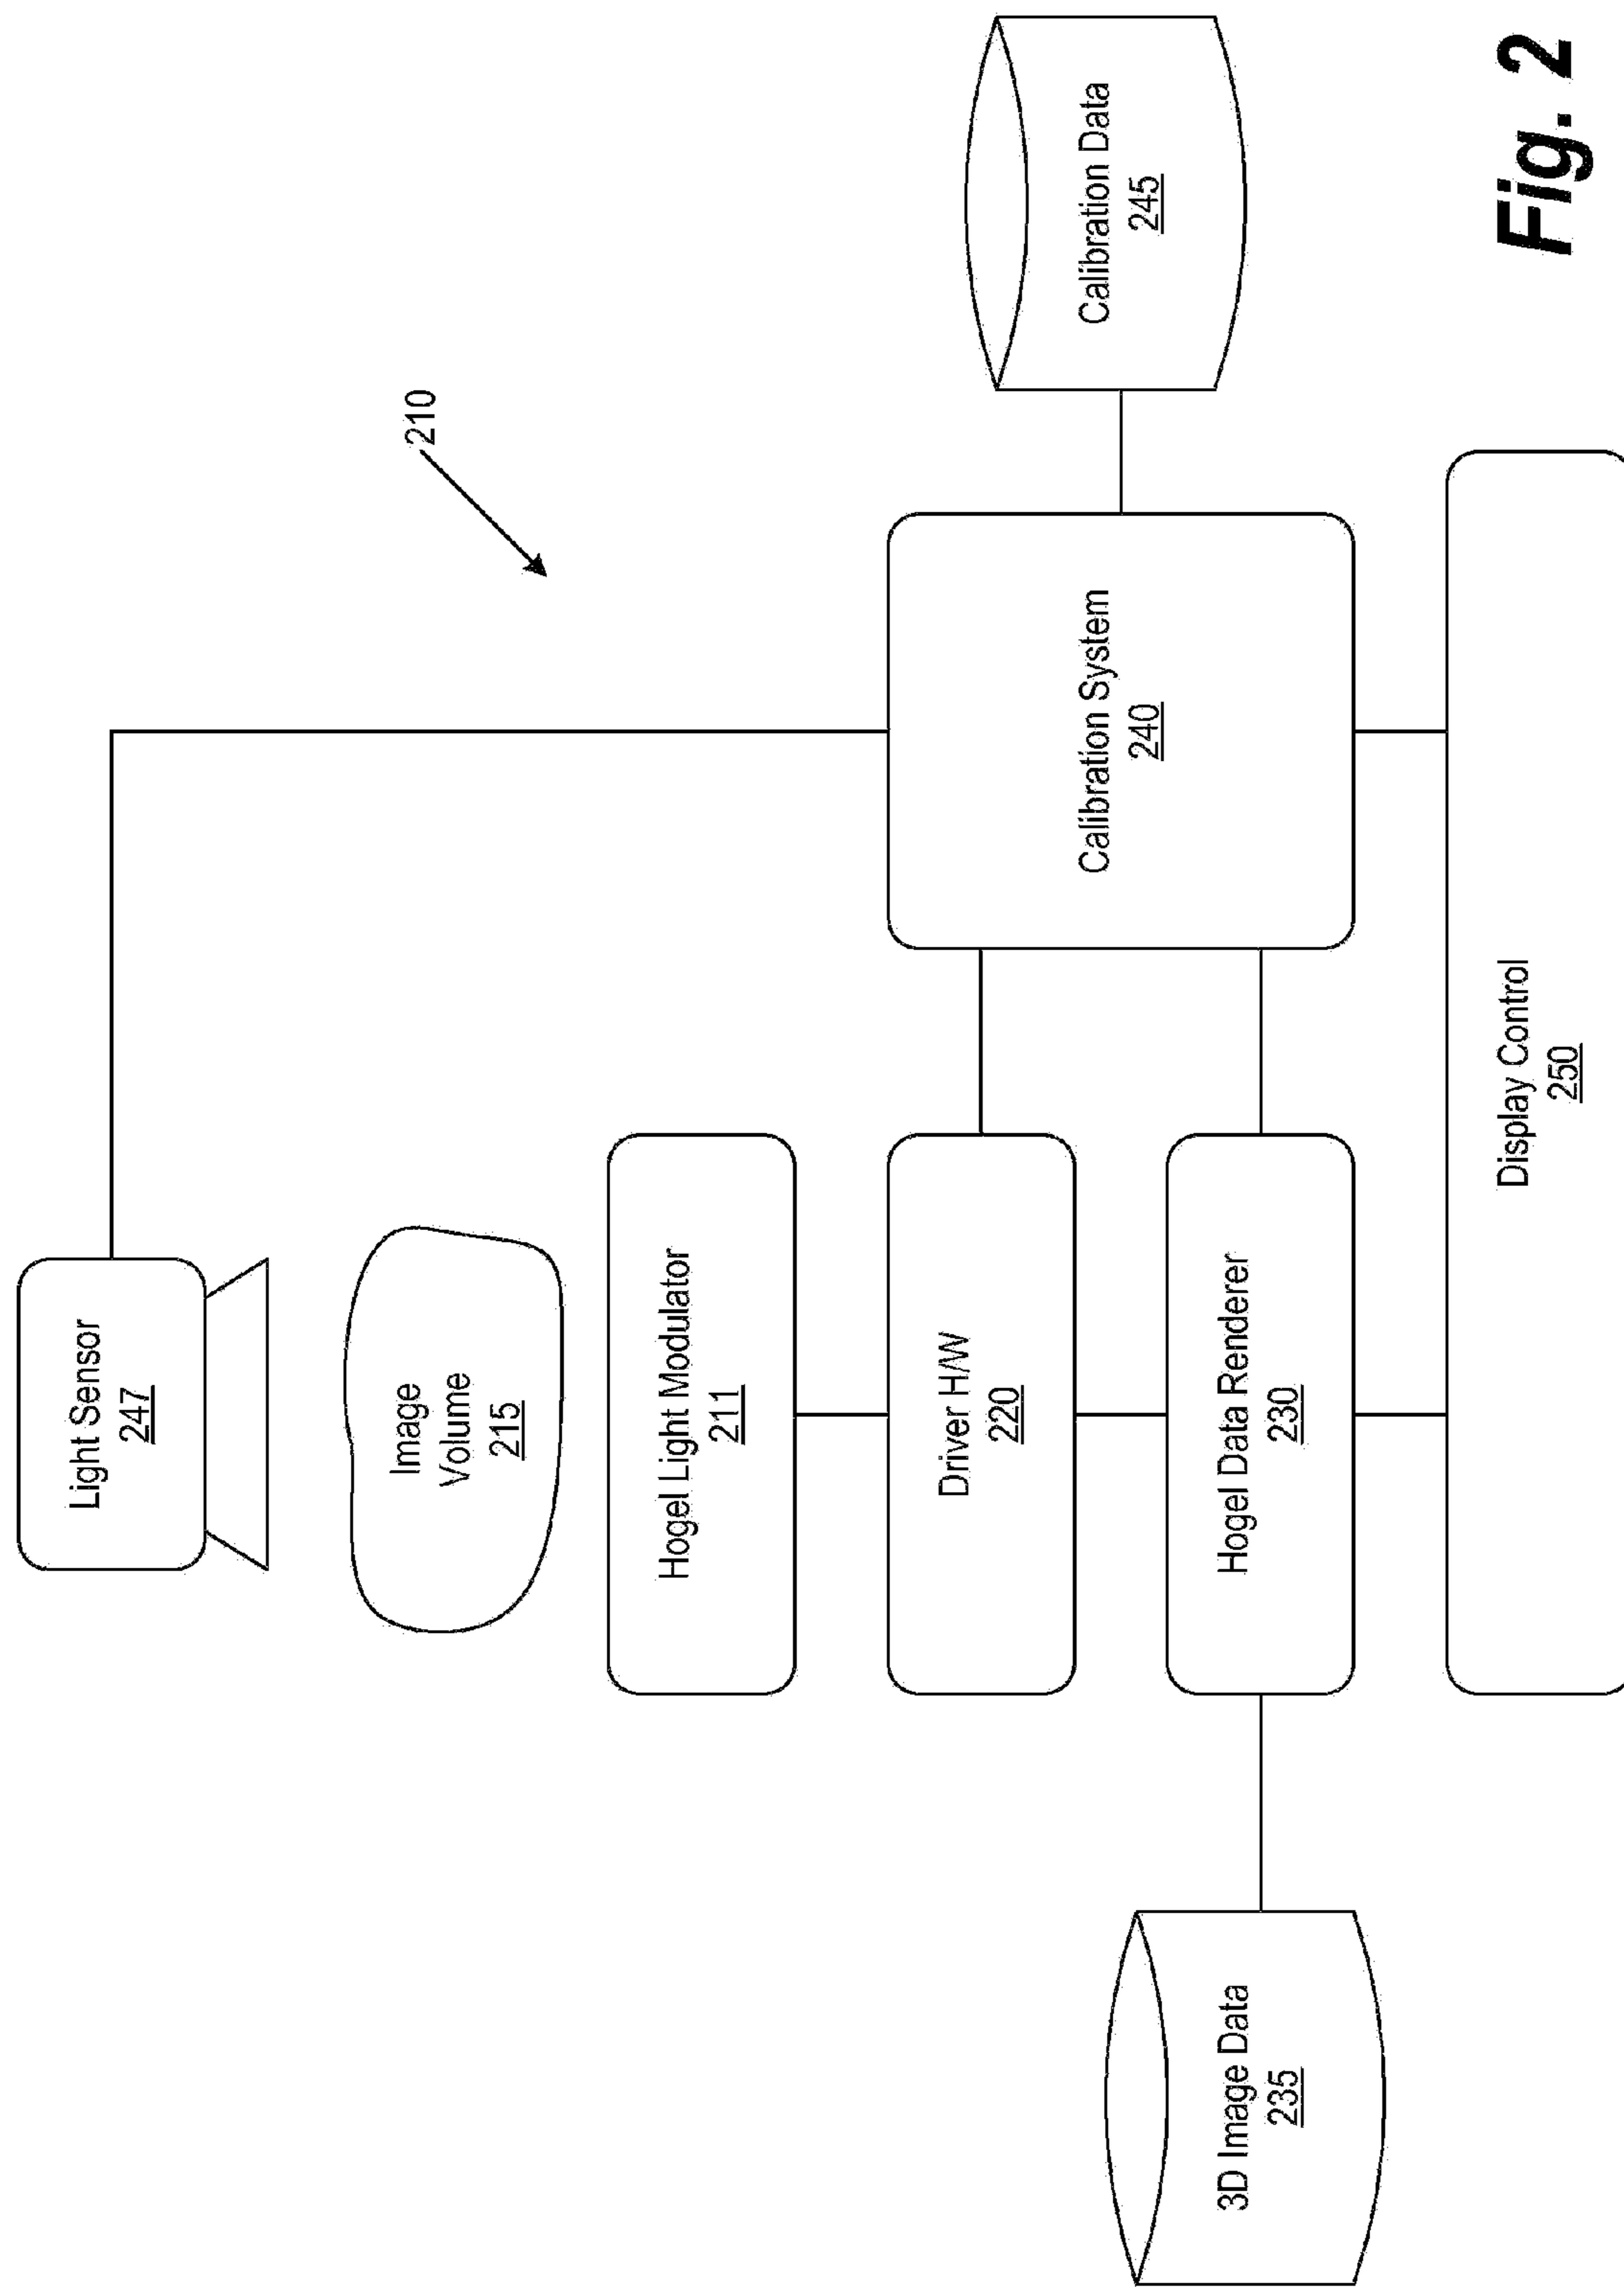 210
Light Sensor
247
Image
Volume
215
Hogel Light Modulator
211
Driver H/W
220
Calibration System
240
Calibration Data
245
3D Image Data
235
Hogel Data Renderer
230
Display Control
250
Fig. 2